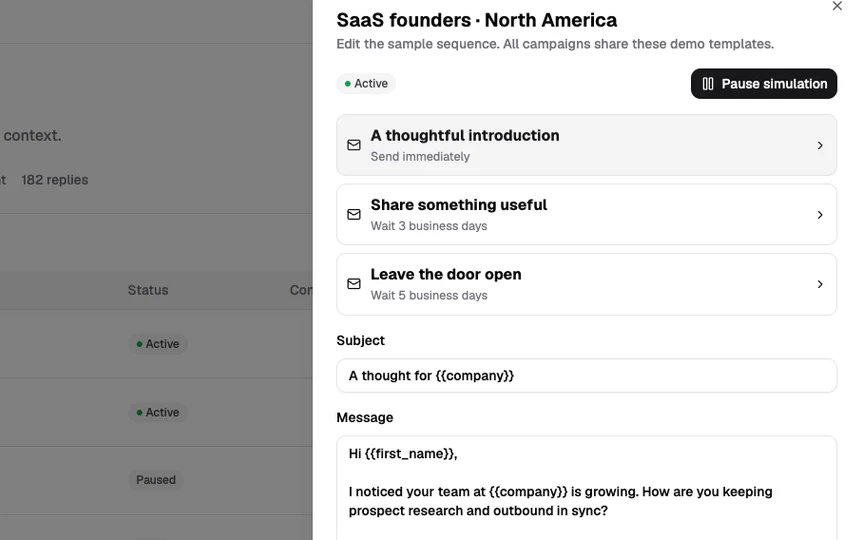 SaaS founders · North America
Edit the sample sequence. All campaigns share these demo templates.
Active
Pause simulation
A thoughtful introduction
Send immediately
Share something useful
Wait 3 business days
Leave the door open
Wait 5 business days
Subject
A thought for {{company}}
Message
Hi {{first_name}},
I noticed your team at {{company}} is growing. How are you keeping
prospect research and outbound in sync?
context.
182 replies
Status
Active
Active
Paused